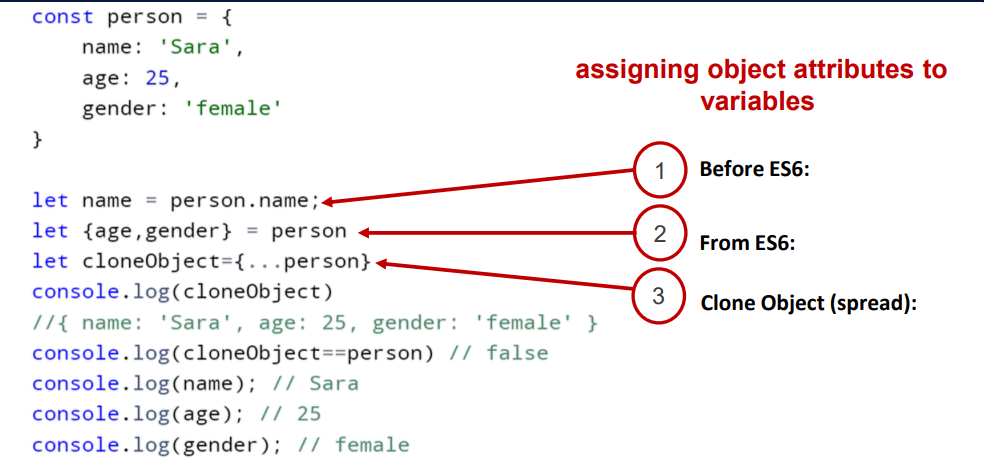 const person = {
    name: 'Sara',
    age: 25,
    gender: 'female'
}
assigning object attributes to
variables
let name = person.name;
let {age,gender} = person
let cloneObject={...person}
console.log(cloneObject)
//{ name: 'Sara', age: 25, gender: 'female' }
console.log(cloneObject==person) // false
console.log(name); // Sara
console.log(age); // 25
console.log(gender); // female
1 Before ES6:
2 From ES6:
3 Clone Object (spread):